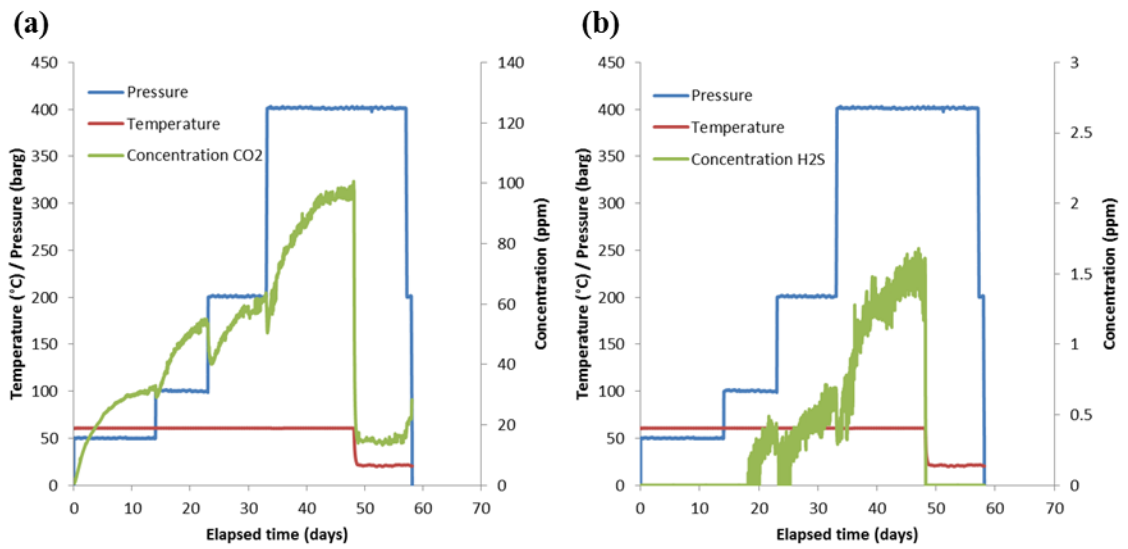 (a)
450
400
350
300
250
200
150
100
50
0
Temperature (°C) / Pressure (barg)
Pressure
Temperature
Concentration CO2
140
120
100
80
60
40
20
0
Concentration (ppm)
0 10 20 30 40 50 60 70
Elapsed time (days)
(b)
450
400
350
300
250
200
150
100
50
0
Temperature (°C) / Pressure (barg)
Pressure
Temperature
Concentration H2S
3
2.5
2
1.5
1
0.5
0
Concentration (ppm)
0 10 20 30 40 50 60 70
Elapsed time (days)